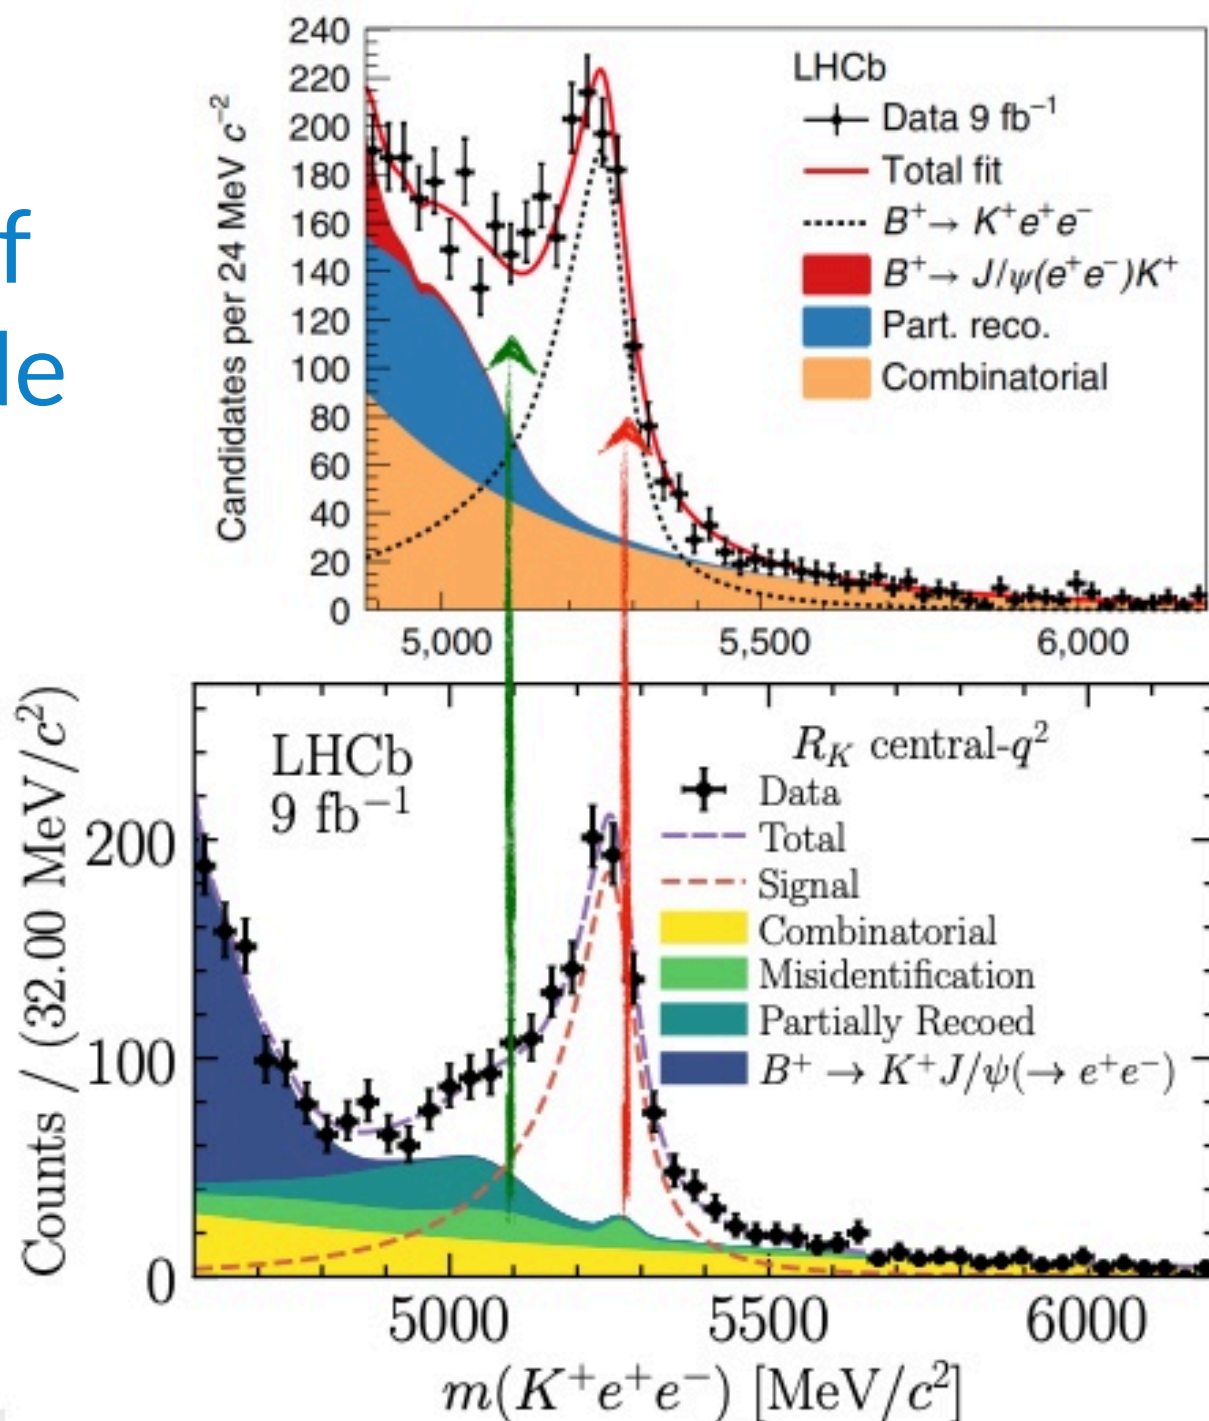 f
le
240
220
200
180
160
140
120
100
80
60
40
20
0
Candidates per 24 MeV c⁻²
LHCb
Data 9 fb⁻¹
Total fit
B⁺→ K⁺e⁺e⁻
B⁺→ J/ψ(e⁺e⁻)K⁺
Part. reco.
Combinatorial
5,000 5,500 6,000
Counts / (32.00 MeV/c²)
200
100
0
LHCb
9 fb⁻¹
R_K central-q²
Data
Total
Signal
Combinatorial
Misidentification
Partially Recoed
B⁺ → K⁺J/ψ(→ e⁺e⁻)
5000 5500 6000
m(K⁺e⁺e⁻) [MeV/c²]